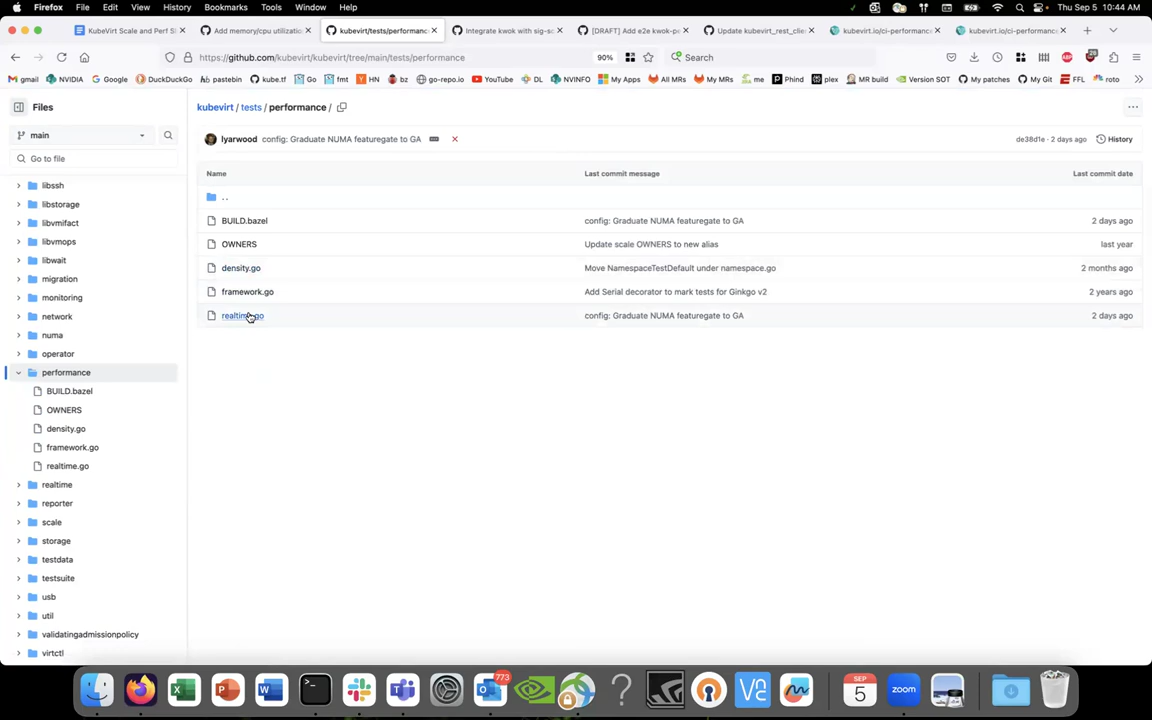 Firefox File Edit View History Bookmarks Tools Window Help Thu Sep 5 10:44 AM
KubeVirt Scale and Perf S Add memory/cpu utilizatio kubevirt/tests/performance Integrate kwok with sig-sc [DRAFT] Add e2e kwok-pe Update kubevirt_rest_clie kubevirt.io/ci-performance kubevirt.io/ci-performance
https://github.com/kubevirt/kubevirt/tree/main/tests/performance 90% Search
gmail NVIDIA Google DuckDuckGo pastebin kube.tf Go fmt HN bz go-repo.io YouTube DL NVINFO My Apps All MRs My MRs me Phind plex MR build Version SOT My patches My Git FFL roto
Files
kubevirt / tests / performance /
main
lyarwood config: Graduate NUMA featuregate to GA de38d1e · 2 days ago History
Go to file
Name Last commit message Last commit date
libssh
. .
libstorage
BUILD.bazel config: Graduate NUMA featuregate to GA 2 days ago
libvmifact
libvmops
OWNERS Update scale OWNERS to new alias last year
libwait
density.go Move NamespaceTestDefault under namespace.go 2 months ago
migration
framework.go Add Serial decorator to mark tests for Ginkgo v2 2 years ago
monitoring
network
realtime.go config: Graduate NUMA featuregate to GA 2 days ago
numa
operator
performance
BUILD.bazel
OWNERS
density.go
framework.go
realtime.go
realtime
reporter
scale
storage
testdata
testsuite
usb
util
validatingadmissionpolicy
virtctl
773
SEP
5
zoom